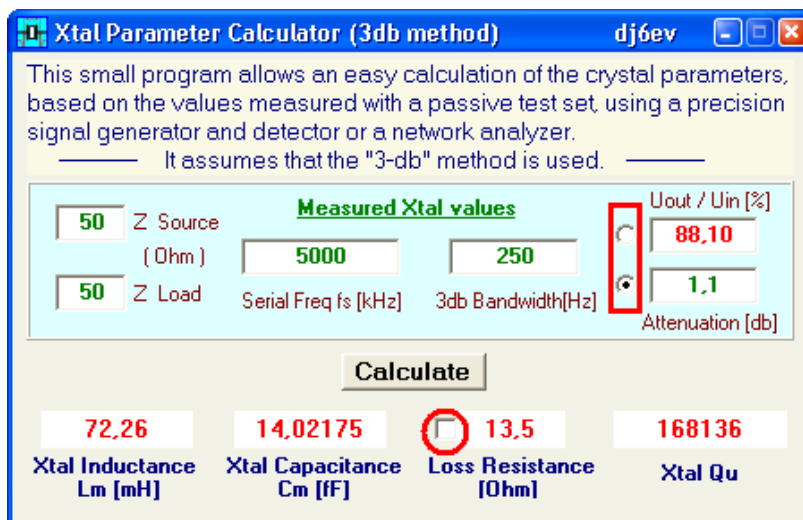 Xtal Parameter Calculator (3db method) dj6ev
This small program allows an easy calculation of the crystal parameters,
based on the values measured with a passive test set, using a precision
signal generator and detector or a network analyzer.
It assumes that the "3-db" method is used.
Measured Xtal values
Uout / Uin [%]
50 Z Source
88,10
( Ohm )
5000 250
50 Z Load
1,1
Serial Freq fs [kHz] 3db Bandwidth[Hz]
Attenuation [db]
Calculate
72,26 14,02175 13,5 168136
Xtal Inductance Xtal Capacitance Loss Resistance Xtal Qu
Lm [mH] Cm [fF] [Ohm]